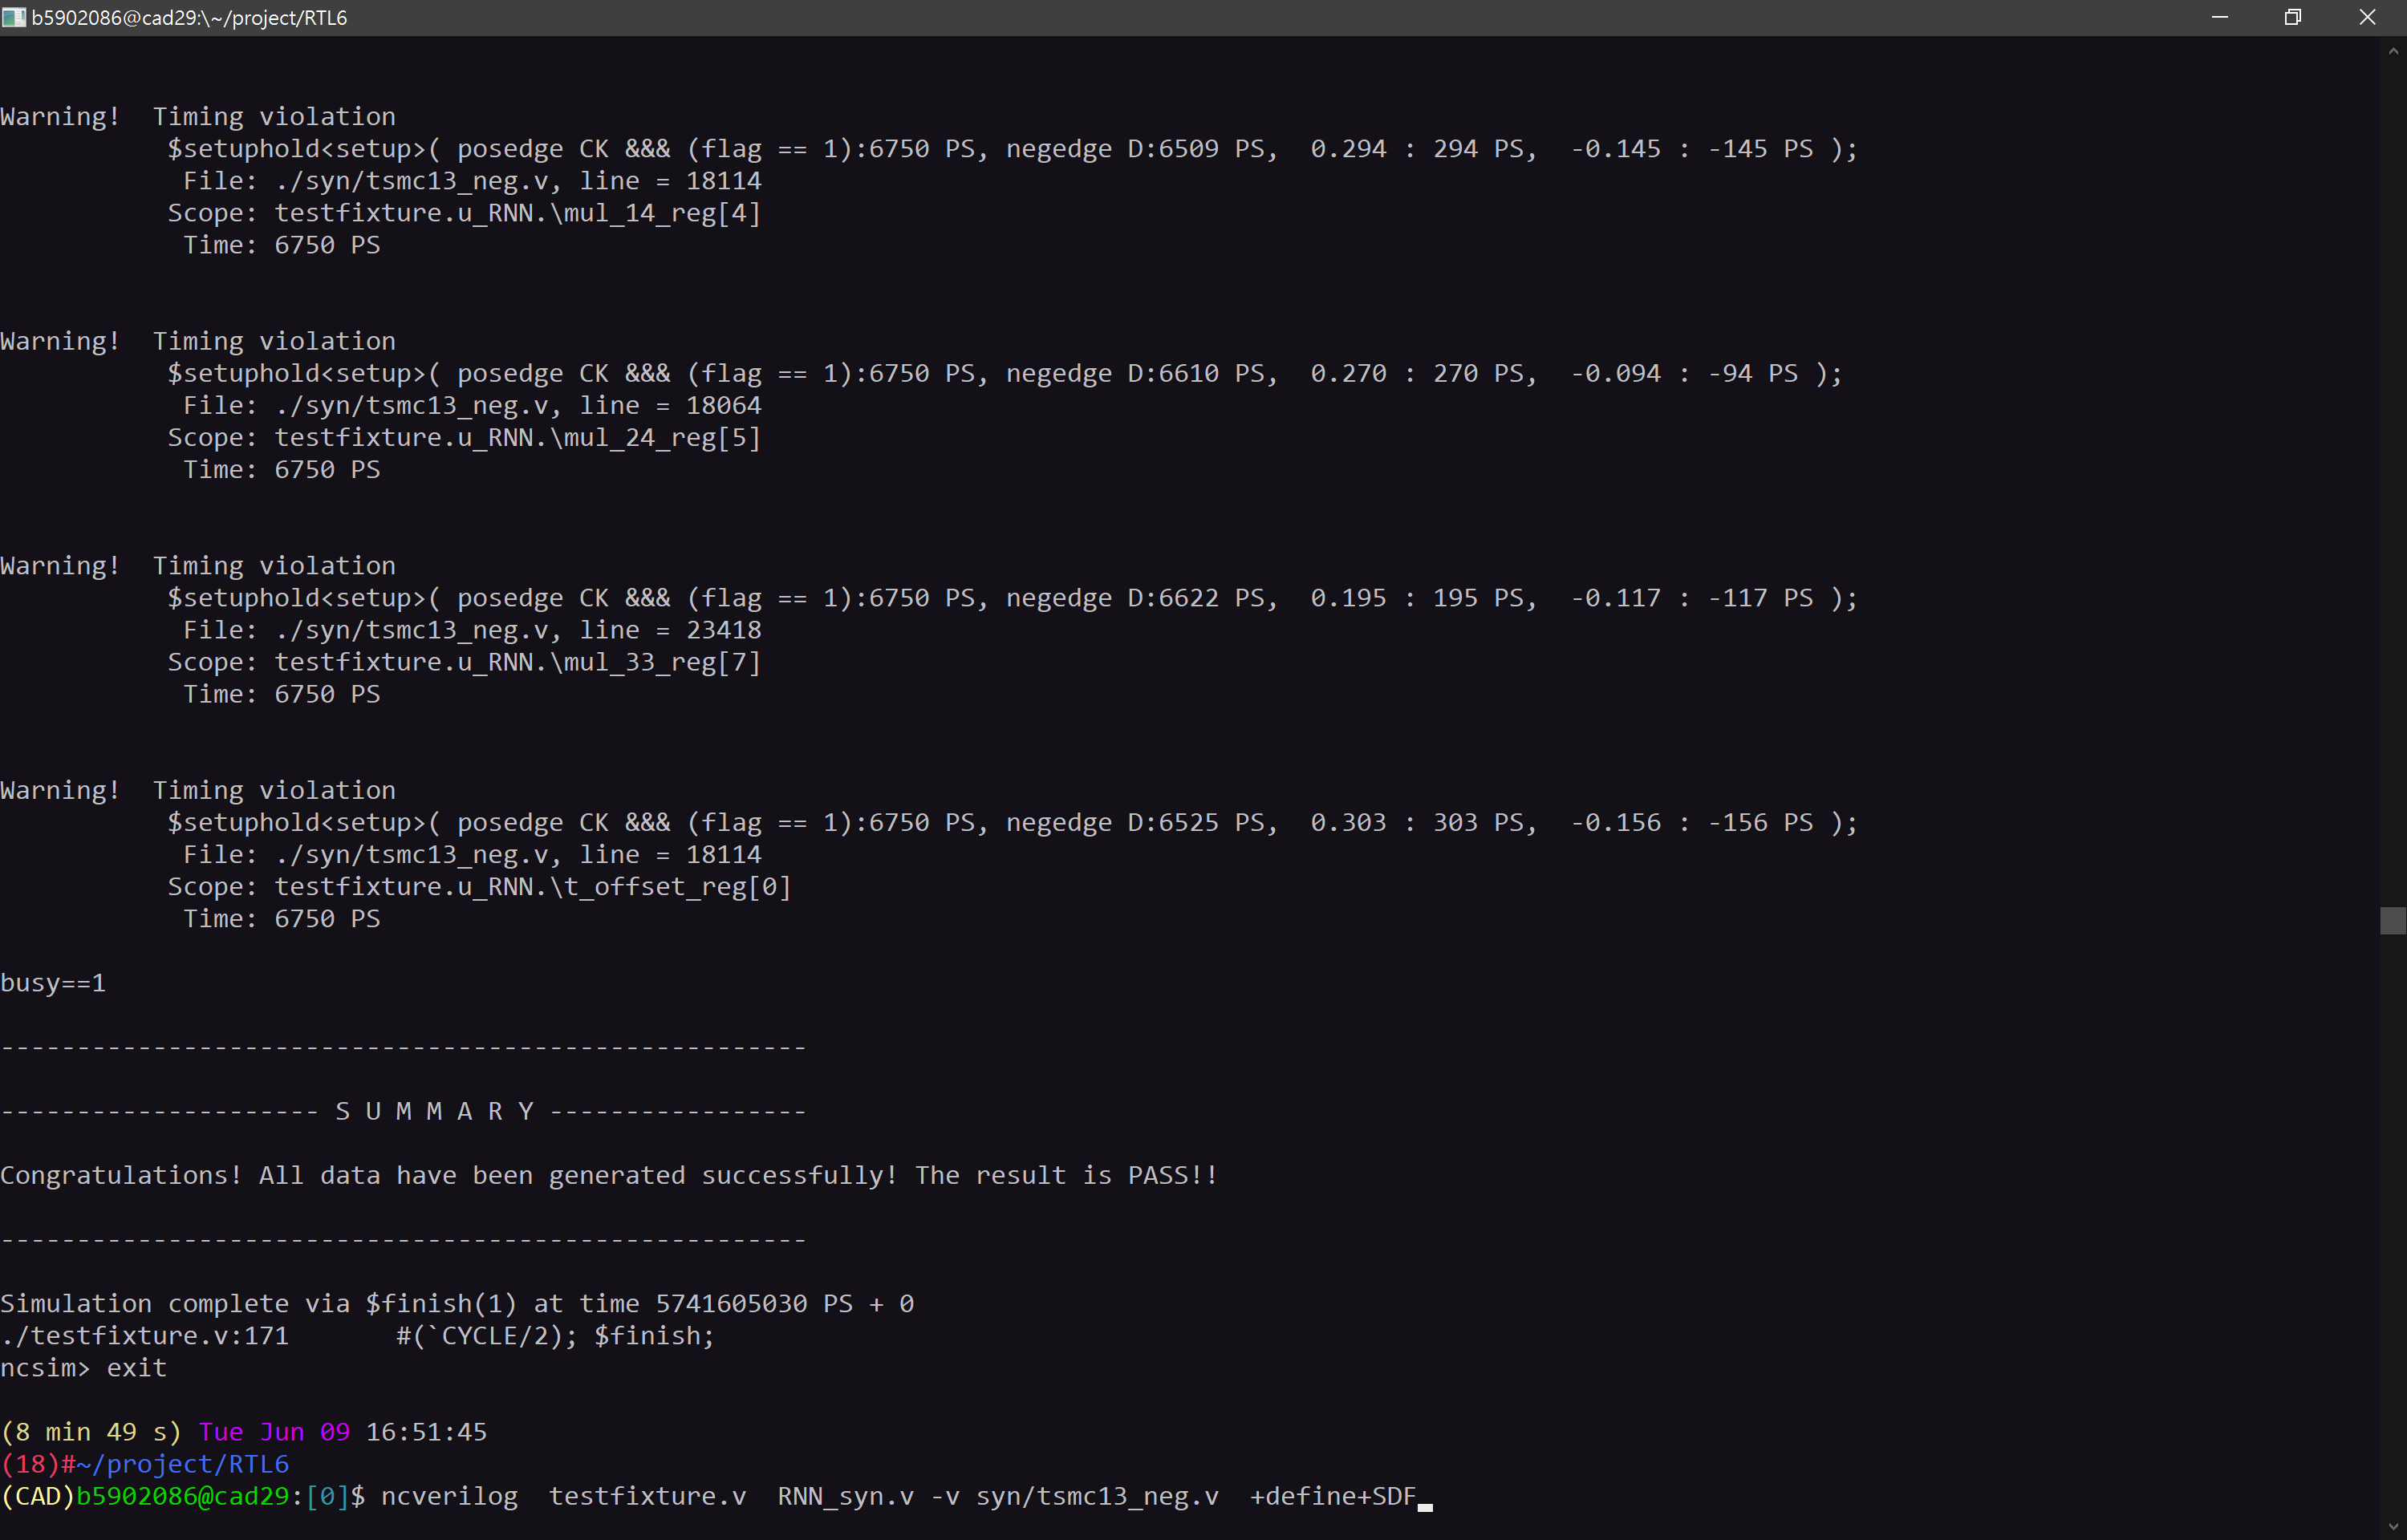 b5902086@cad29:\~/project/RTL6
Warning!  Timing violation
           $setuphold<setup>( posedge CK &&& (flag == 1):6750 PS, negedge D:6509 PS,  0.294 : 294 PS,  -0.145 : -145 PS );
            File: ./syn/tsmc13_neg.v, line = 18114
           Scope: testfixture.u_RNN.\mul_14_reg[4]
            Time: 6750 PS
Warning!  Timing violation
           $setuphold<setup>( posedge CK &&& (flag == 1):6750 PS, negedge D:6610 PS,  0.270 : 270 PS,  -0.094 : -94 PS );
            File: ./syn/tsmc13_neg.v, line = 18064
           Scope: testfixture.u_RNN.\mul_24_reg[5]
            Time: 6750 PS
Warning!  Timing violation
           $setuphold<setup>( posedge CK &&& (flag == 1):6750 PS, negedge D:6622 PS,  0.195 : 195 PS,  -0.117 : -117 PS );
            File: ./syn/tsmc13_neg.v, line = 23418
           Scope: testfixture.u_RNN.\mul_33_reg[7]
            Time: 6750 PS
Warning!  Timing violation
           $setuphold<setup>( posedge CK &&& (flag == 1):6750 PS, negedge D:6525 PS,  0.303 : 303 PS,  -0.156 : -156 PS );
            File: ./syn/tsmc13_neg.v, line = 18114
           Scope: testfixture.u_RNN.\t_offset_reg[0]
            Time: 6750 PS
busy==1
-----------------------------------------------------
--------------------- S U M M A R Y -----------------
Congratulations! All data have been generated successfully! The result is PASS!!
-----------------------------------------------------
Simulation complete via $finish(1) at time 5741605030 PS + 0
./testfixture.v:171       #(`CYCLE/2); $finish;
ncsim> exit
(8 min 49 s) Tue Jun 09 16:51:45
(18)#~/project/RTL6
(CAD)b5902086@cad29:[0]$ ncverilog  testfixture.v  RNN_syn.v -v syn/tsmc13_neg.v  +define+SDF